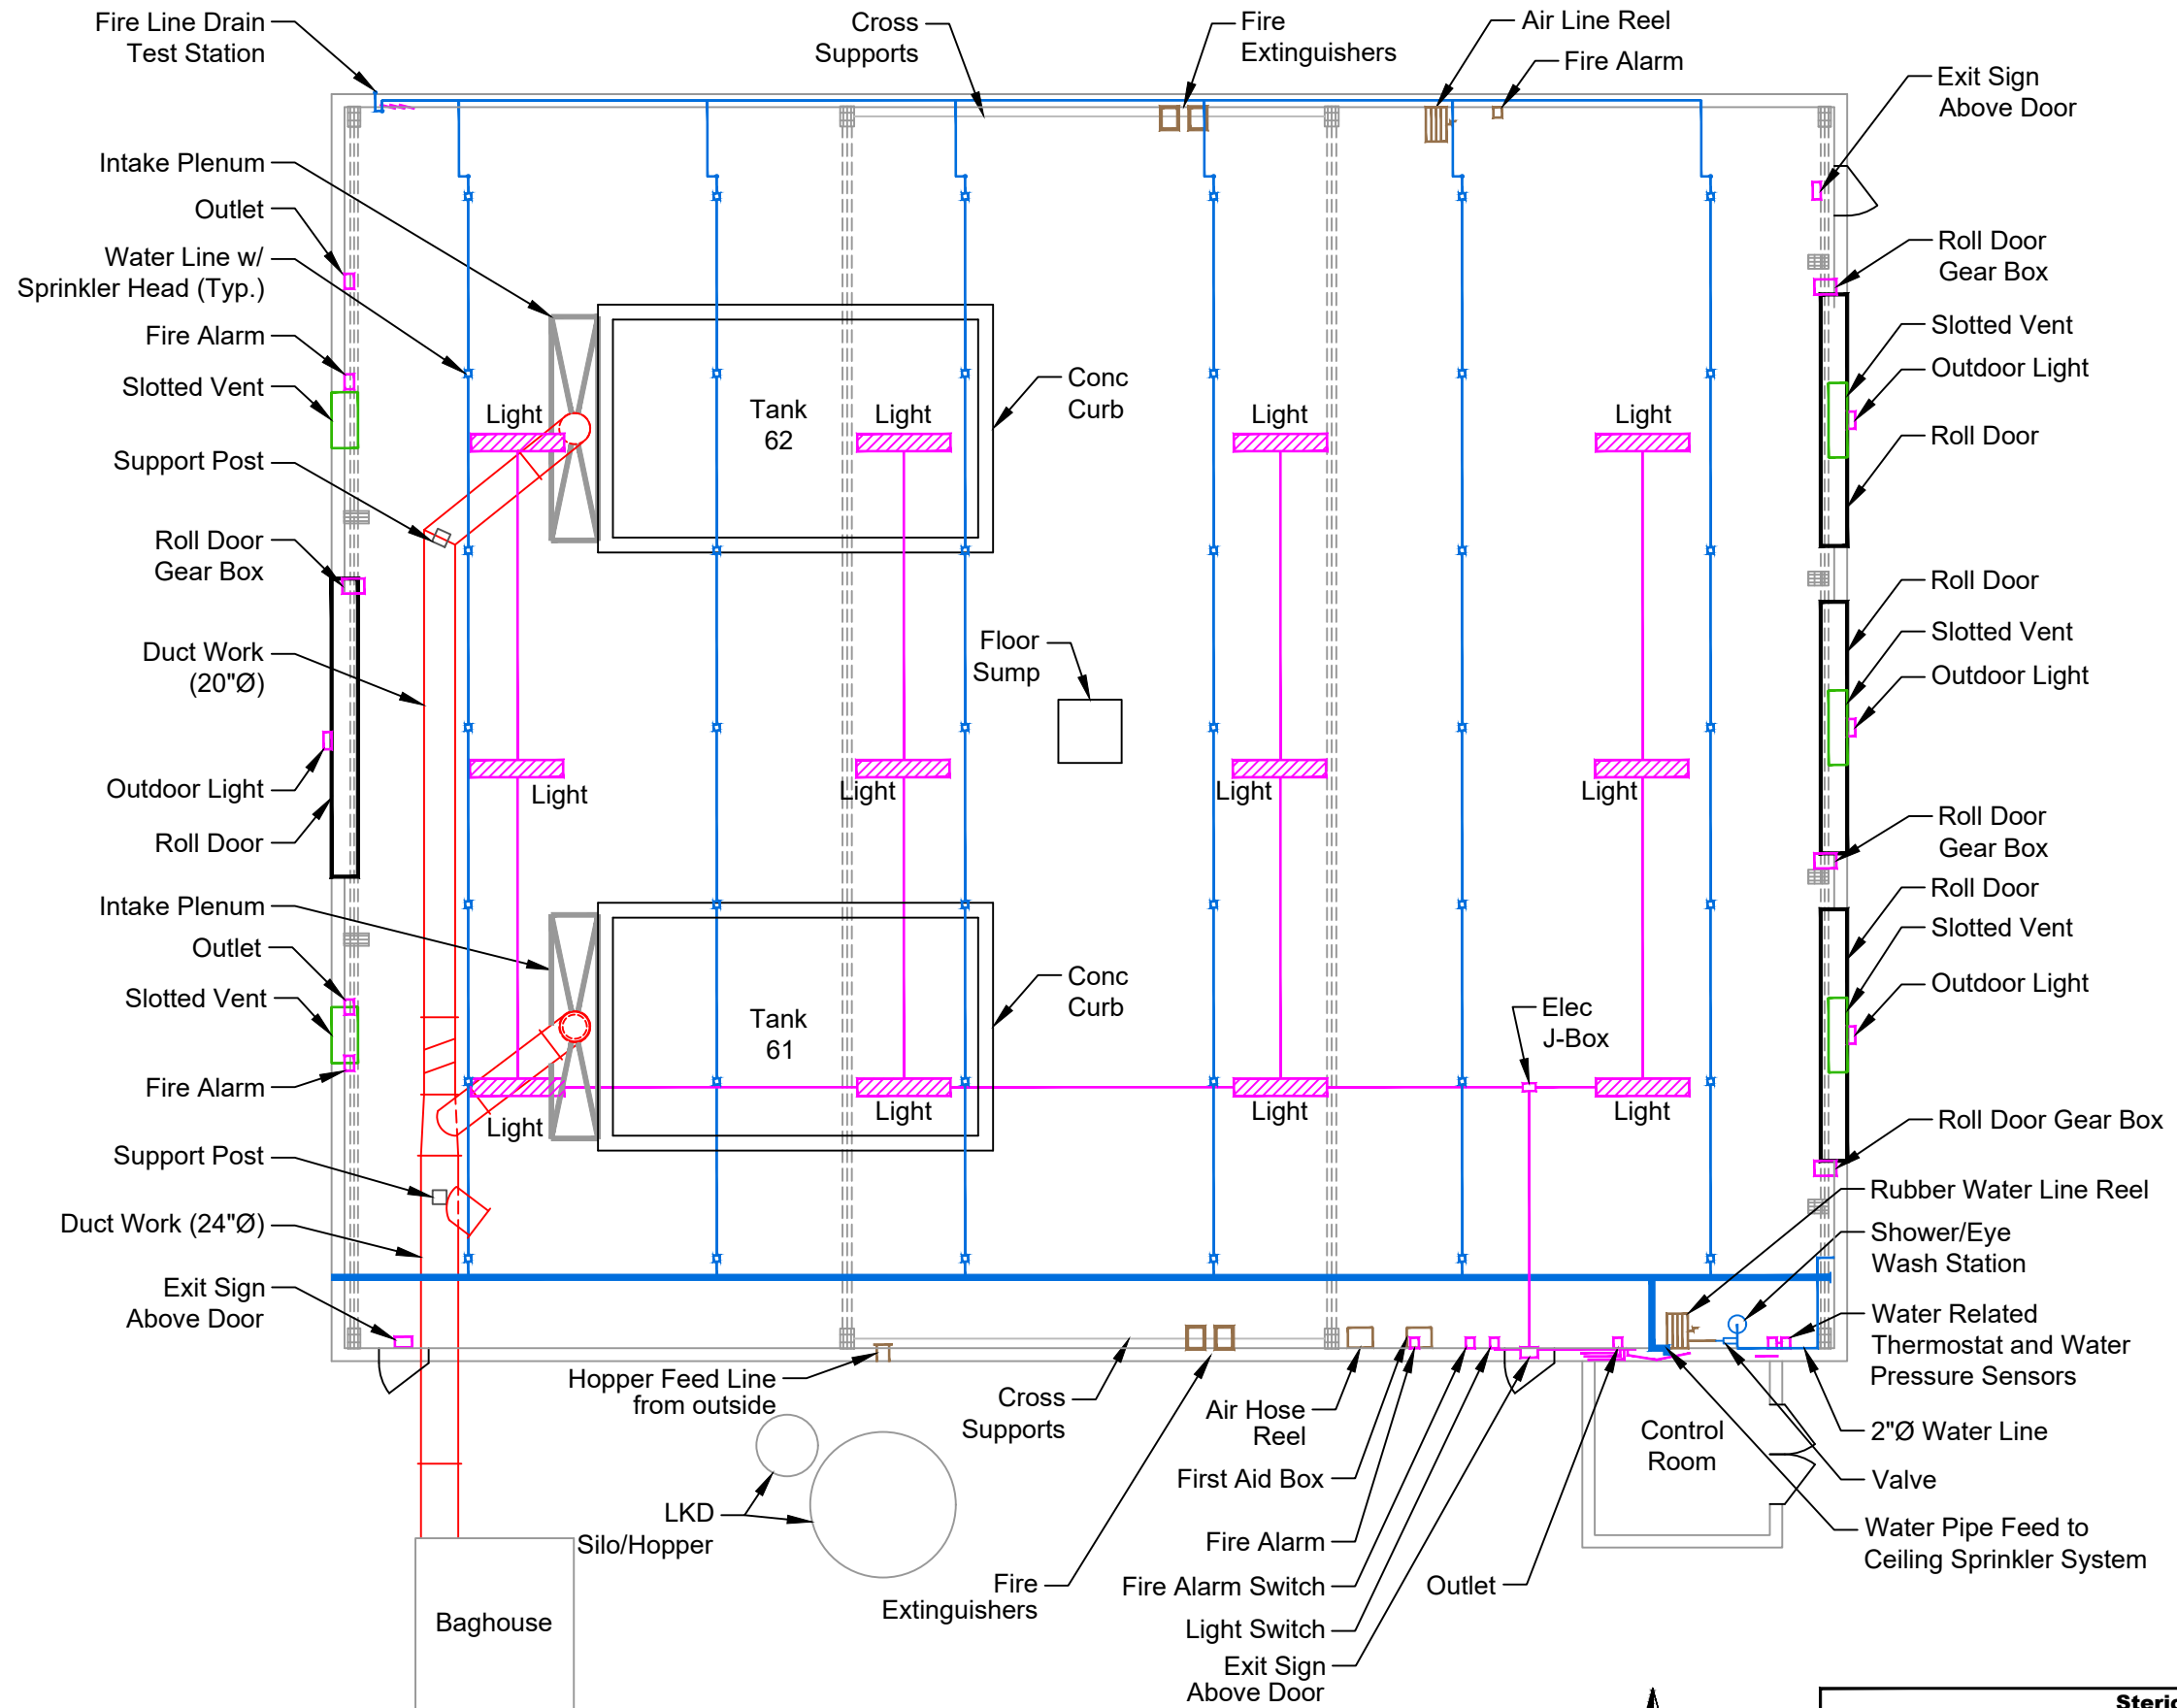 Fire Line Drain
Test Station
Cross
Supports
Fire
Extinguishers
Air Line Reel
Fire Alarm
Exit Sign
Above Door
Intake Plenum
Outlet
Water Line w/
Sprinkler Head (Typ.)
Fire Alarm
Slotted Vent
Support Post
Roll Door
Gear Box
Duct Work
(20"Ø)
Outdoor Light
Roll Door
Intake Plenum
Outlet
Slotted Vent
Fire Alarm
Support Post
Duct Work (24"Ø)
Exit Sign
Above Door
Light
Tank
62
Light
Conc
Curb
Light
Light
Floor
Sump
Light
Light
Light
Light
Tank
61
Conc
Curb
Elec
J-Box
Light
Light
Light
Light
Roll Door
Gear Box
Slotted Vent
Outdoor Light
Roll Door
Roll Door
Slotted Vent
Outdoor Light
Roll Door
Gear Box
Roll Door
Slotted Vent
Outdoor Light
Roll Door Gear Box
Rubber Water Line Reel
Shower/Eye
Wash Station
Water Related
Thermostat and Water
Pressure Sensors
2"Ø Water Line
Valve
Water Pipe Feed to
Ceiling Sprinkler System
Hopper Feed Line
from outside
Cross
Supports
Air Hose
Reel
First Aid Box
Control
Room
LKD
Silo/Hopper
Fire
Extinguishers
Fire Alarm
Fire Alarm Switch
Outlet
Light Switch
Exit Sign
Above Door
Baghouse